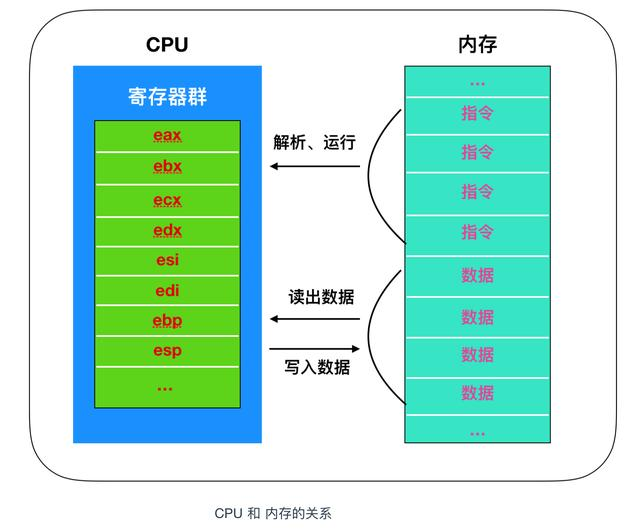 CPU
内存
寄存器群
eax
ebx
ecx
edx
esi
edi
ebp
esp
...
解析、运行
读出数据
写入数据
...
指令
指令
指令
指令
数据
数据
数据
数据
...
CPU 和 内存的关系